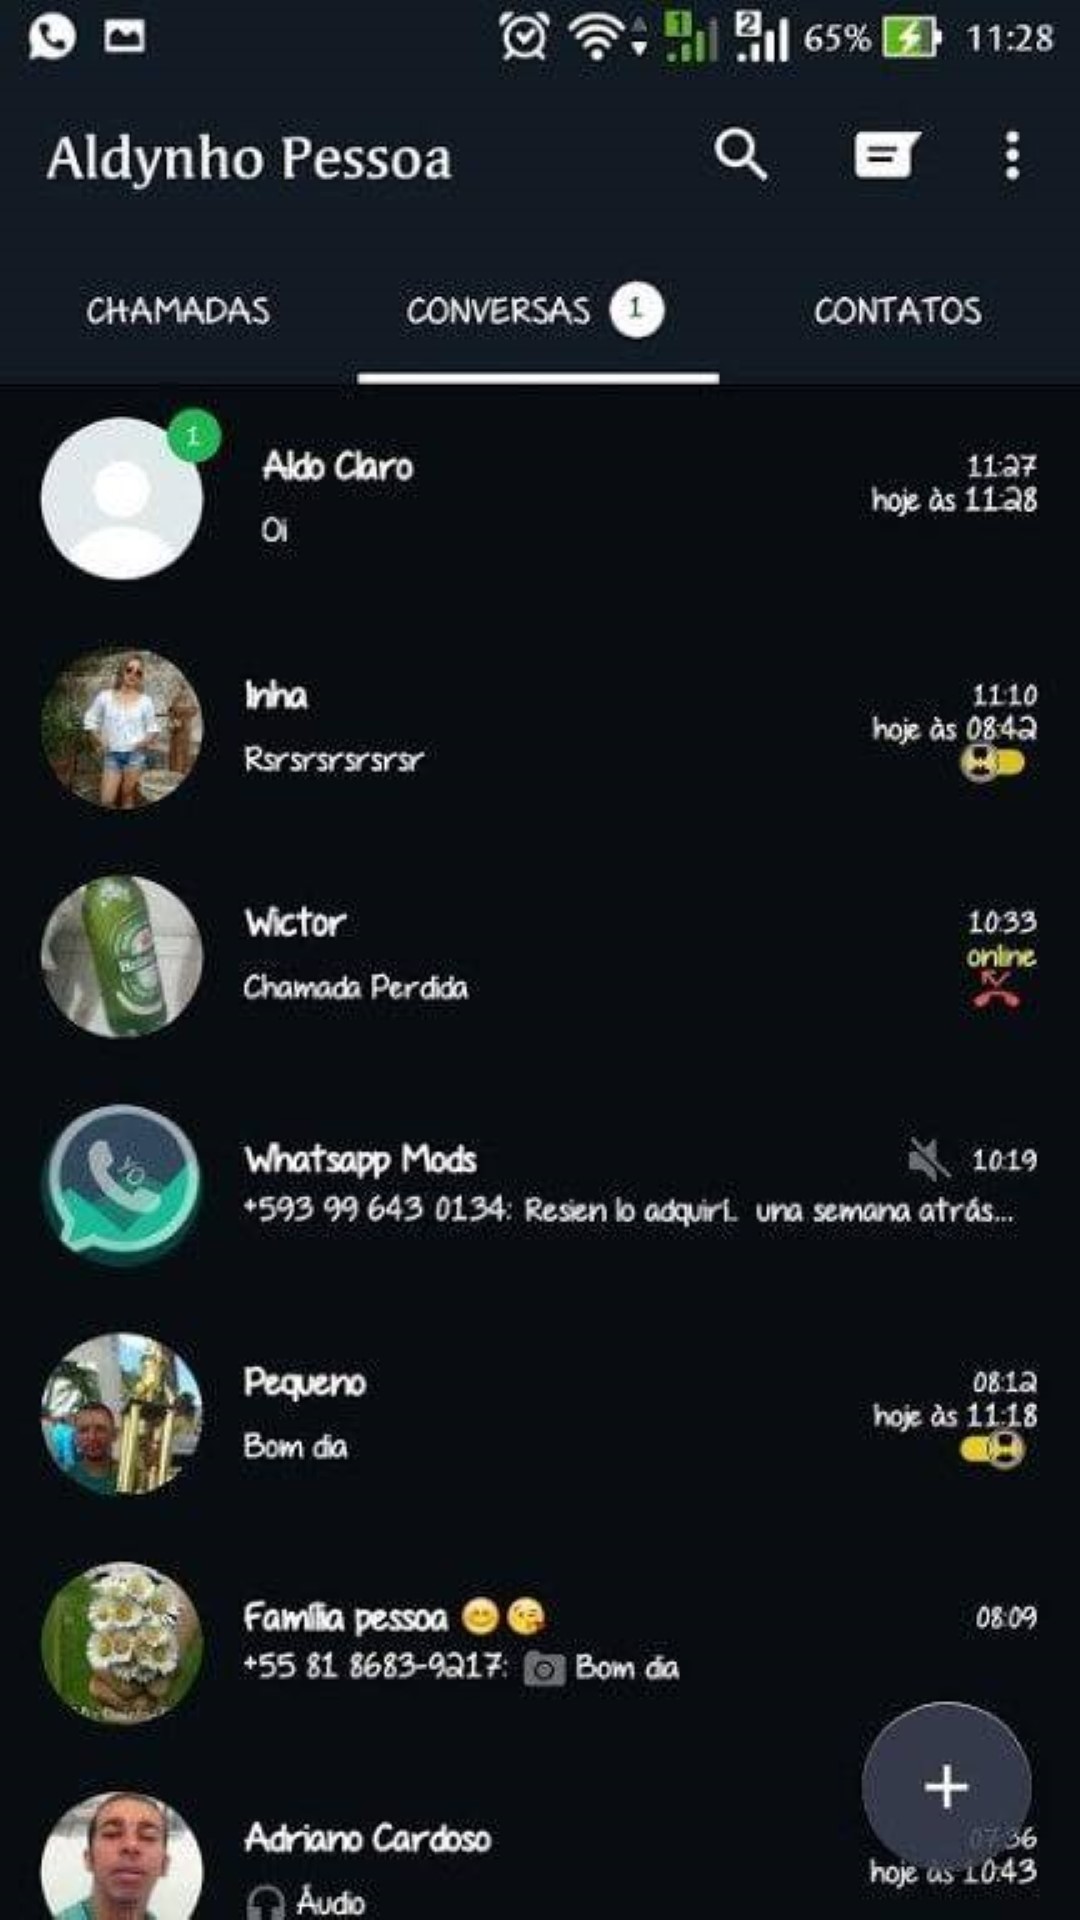 1 2 65% 11:28
Aldynho Pessoa
CHAMADAS CONVERSAS 1 CONTATOS
1
Aldo Claro 11:27
hoje às 11:28
Oi
Inha 11:10
hoje às 08:42
Rsrsrsrsrsrsr
Wictor 10:33
online
Chamada Perdida
YO
Whatsapp Mods 10:19
+593 99 643 0134: Resien lo adquirí.. una semana atrás...
Pequeno 08:12
hoje às 11:18
Bom dia
Família pessoa 😊😘 08:09
+55 81 8683-9217: Bom dia
+
Adriano Cardoso 07:36
hoje às 10:43
Áudio